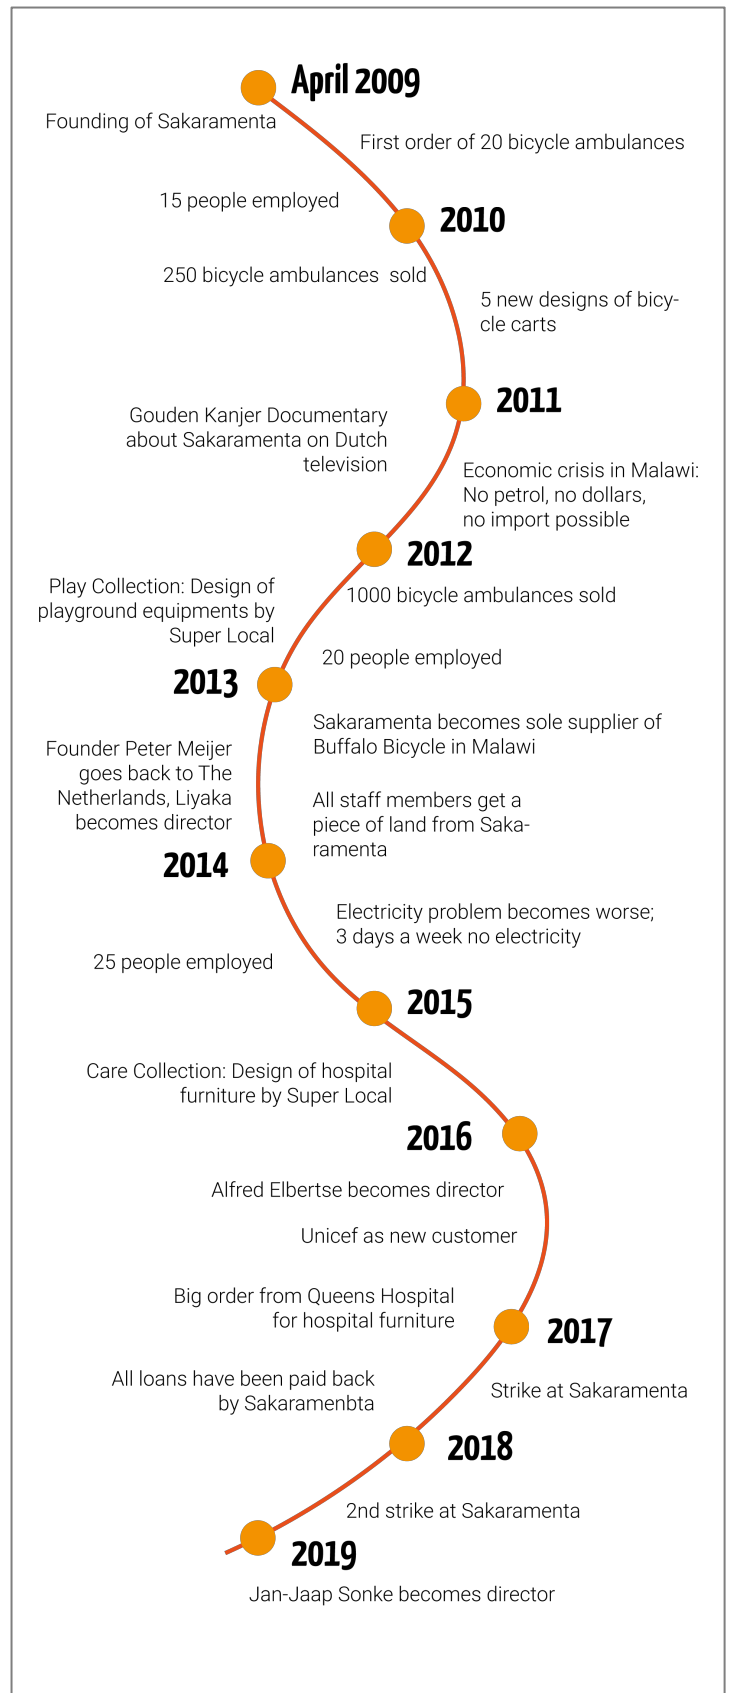 April 2009
Founding of Sakaramenta
First order of 20 bicycle ambulances
15 people employed
2010
250 bicycle ambulances  sold
5 new designs of bicy-
cle carts
2011
Gouden Kanjer Documentary
about Sakaramenta on Dutch
television
Economic crisis in Malawi:
No petrol, no dollars,
no import possible
2012
Play Collection: Design of
playground equipments by
Super Local
1000 bicycle ambulances sold
20 people employed
2013
Sakaramenta becomes sole supplier of
Buffalo Bicycle in Malawi
Founder Peter Meijer
goes back to The
Netherlands, Liyaka
becomes director
All staff members get a
piece of land from Saka-
ramenta
2014
Electricity problem becomes worse;
3 days a week no electricity
25 people employed
2015
Care Collection: Design of hospital
furniture by Super Local
2016
Alfred Elbertse becomes director
Unicef as new customer
Big order from Queens Hospital
for hospital furniture
2017
All loans have been paid back
by Sakaramenbta
Strike at Sakaramenta
2018
2nd strike at Sakaramenta
2019
Jan-Jaap Sonke becomes director